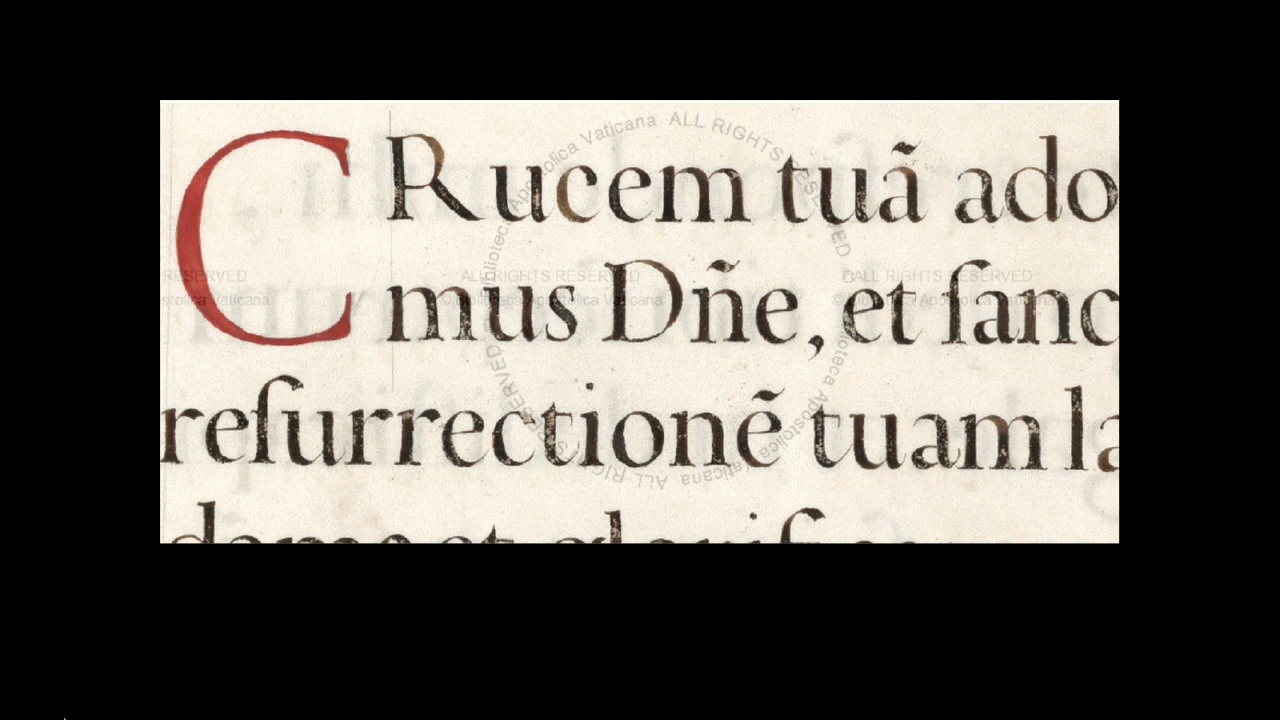 CRucem tuã ado
mus Dñe, et ſanc
reſurrectionẽ tuam la